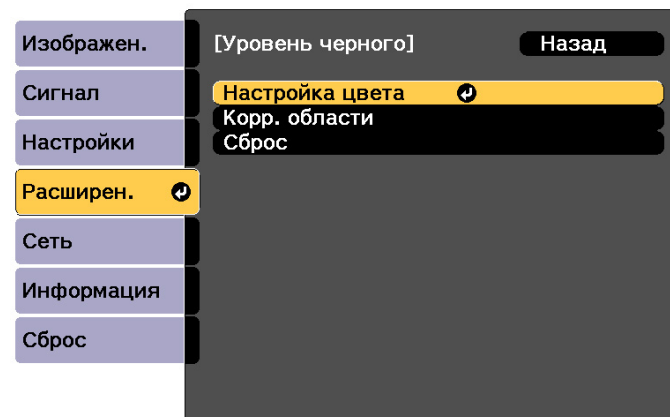 Изображен.
Сигнал
Настройки
Расширен.
Сеть
Информация
Сброс
[Уровень черного] Назад
Настройка цвета
Корр. области
Сброс